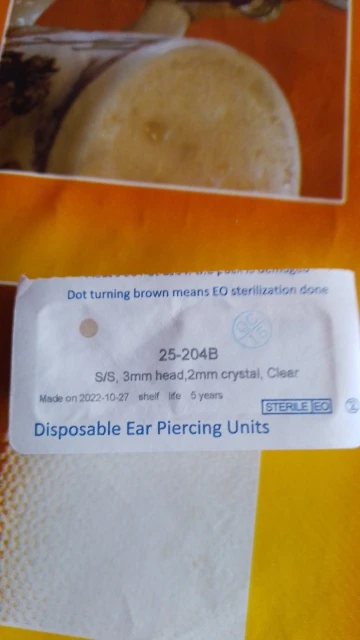 Dot turning brown means EO sterilization done
25-204B
S/S, 3mm head,2mm crystal, Clear
Made on 2022-10-27 shelf life 5 years
STERILE EO
Disposable Ear Piercing Units